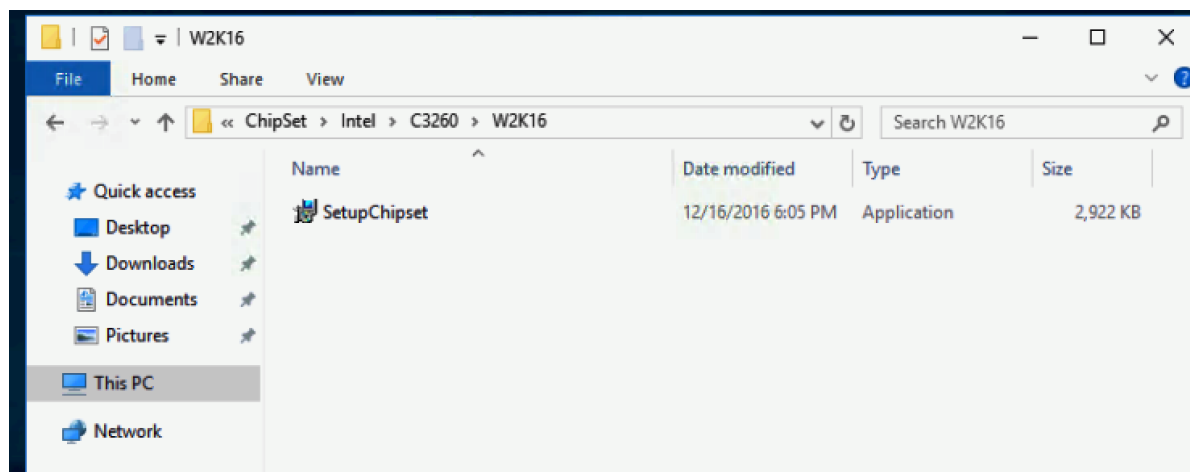 W2K16
File Home Share View
« ChipSet > Intel > C3260 > W2K16
Search W2K16
Name Date modified Type Size
Quick access
SetupChipset 12/16/2016 6:05 PM Application 2,922 KB
Desktop
Downloads
Documents
Pictures
This PC
Network